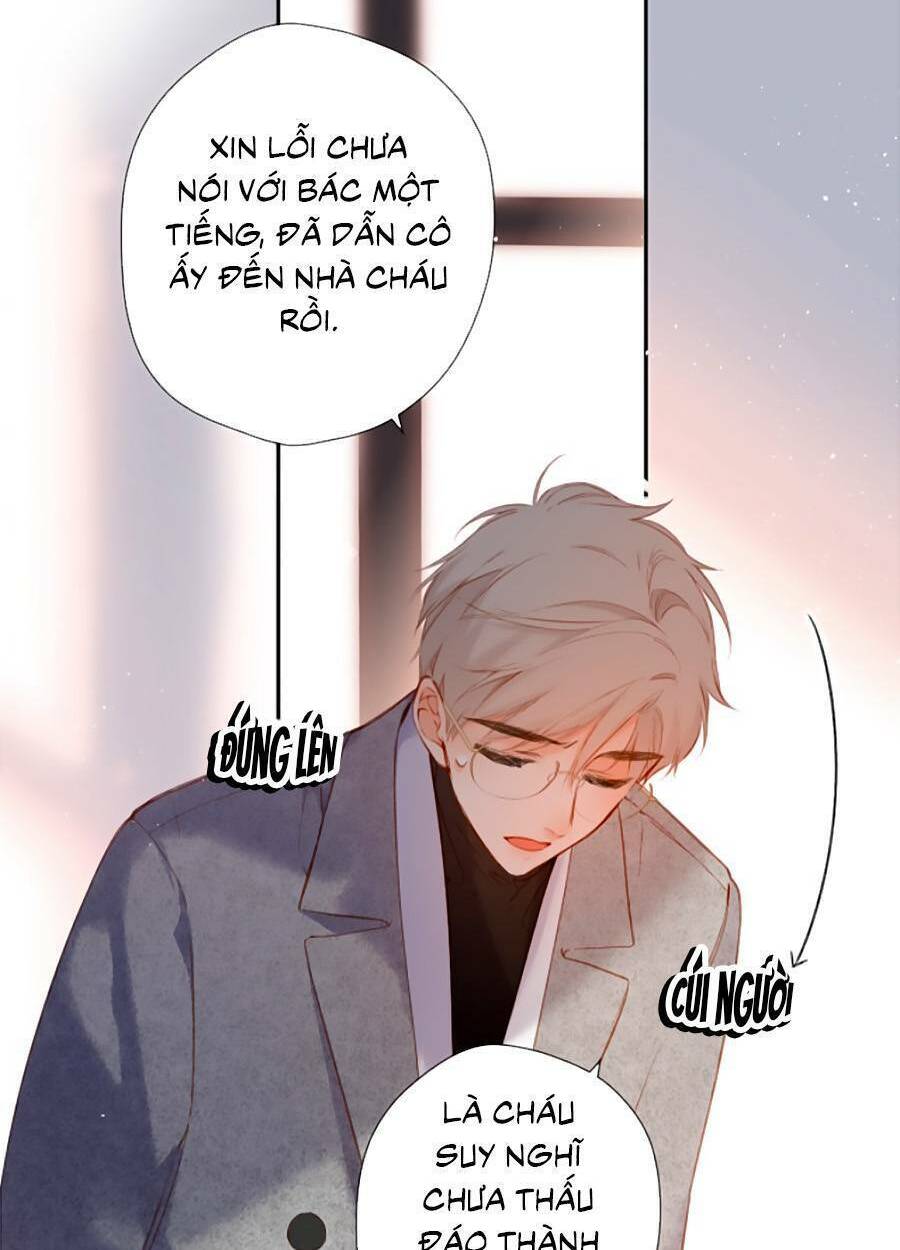 XIN LỖI CHƯA
NÓI VỚI BÁC MỘT
TIẾNG, ĐÃ DẪN CÔ
ẤY ĐẾN NHÀ CHÁU
RỒI.
ĐỨNG LÊN
CÚI NGƯỜI
LÀ CHÁU
SUY NGHĨ
CHƯA THẤU
ĐÁO THÀNH